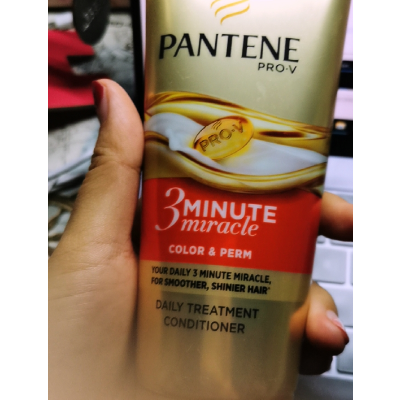 PANTENE
PRO-V
PRO-V
3 MINUTE
miracle
COLOR & PERM
YOUR DAILY 3 MINUTE MIRACLE,
FOR SMOOTHER, SHINIER HAIR*
DAILY TREATMENT
CONDITIONER